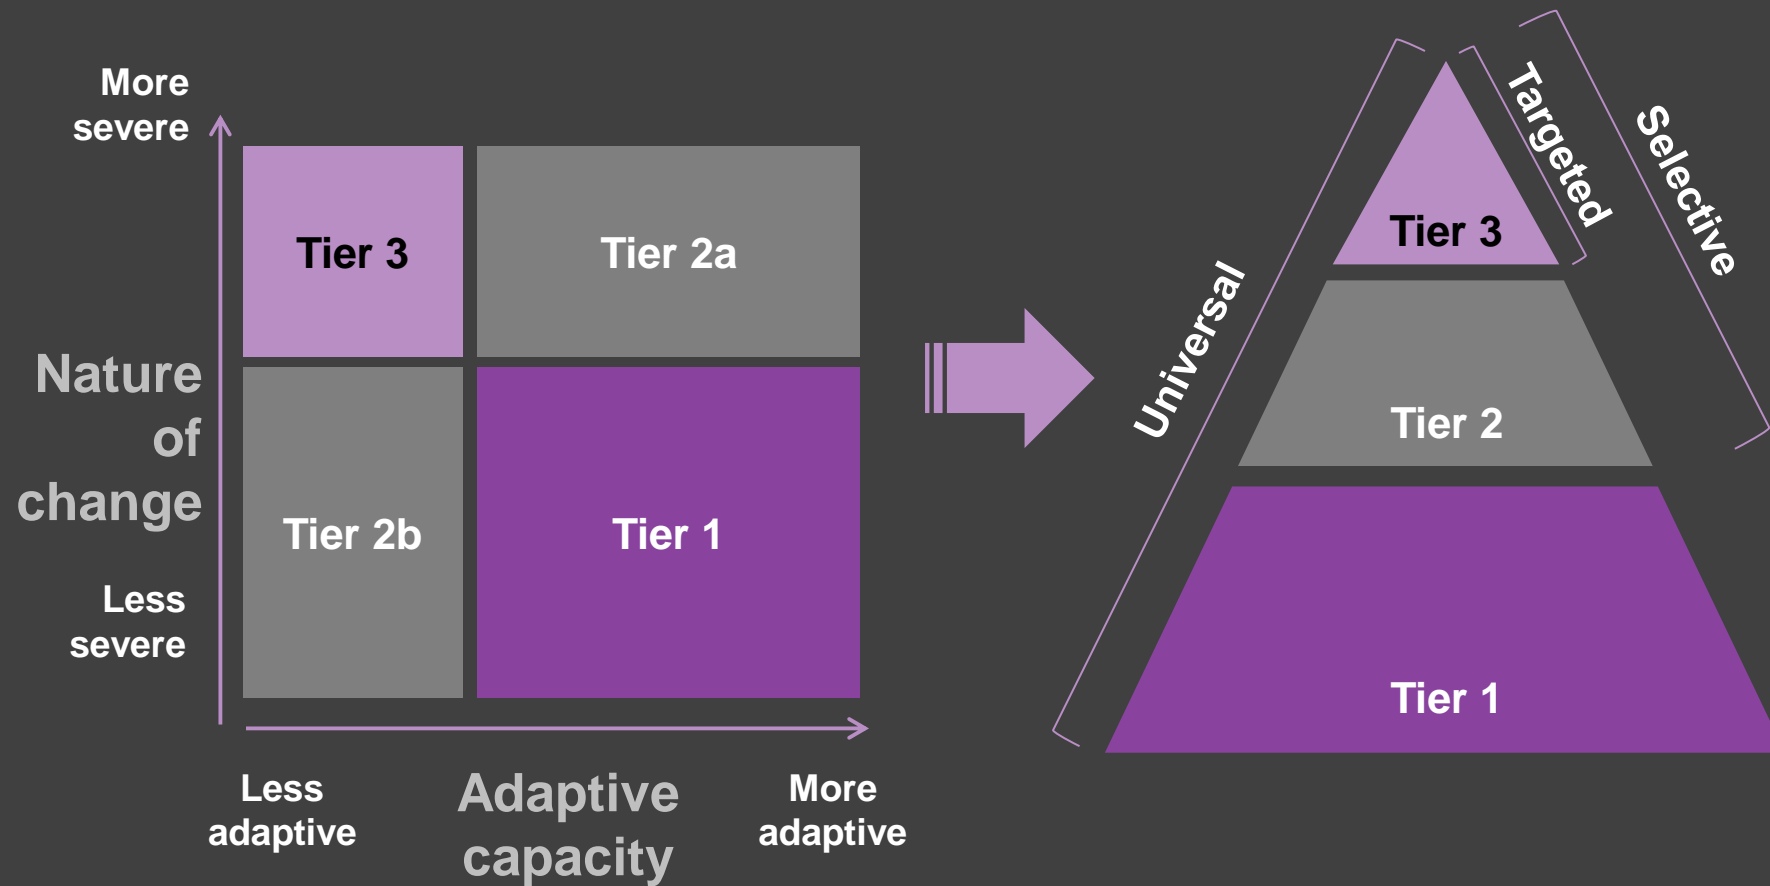 More
severe
Tier 3
Tier 2a
Nature
of
change
Tier 2b
Tier 1
Less
severe
Less
adaptive
Adaptive
capacity
More
adaptive
Universal
Targeted
Selective
Tier 3
Tier 2
Tier 1